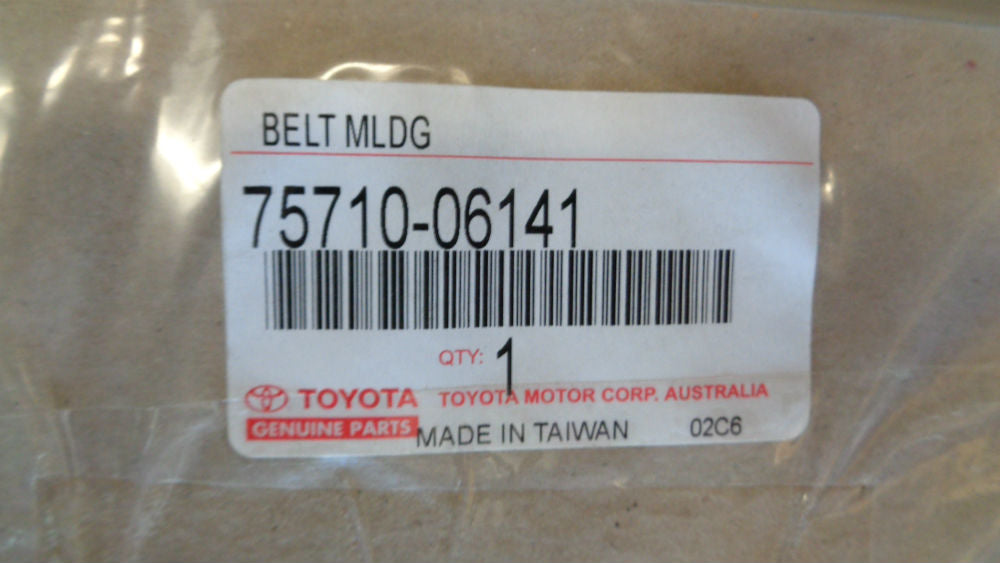 BELT MLDG
75710-06141
QTY: 1
TOYOTA TOYOTA MOTOR CORP. AUSTRALIA
GENUINE PARTS MADE IN TAIWAN 02C6